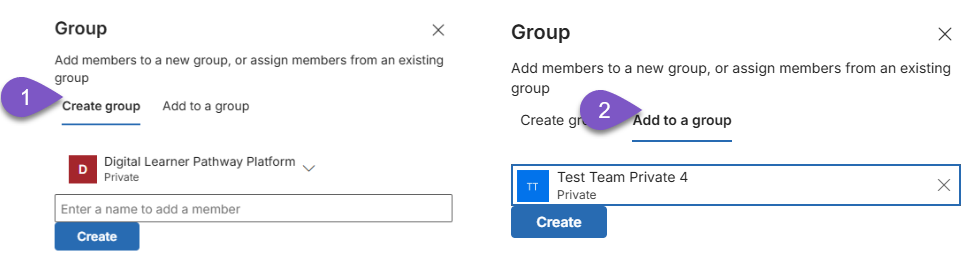 Group
Add members to a new group, or assign members from an existing
group
1
Create group
Add to a group
D
Digital Learner Pathway Platform
Private
Enter a name to add a member
Create
Group
Add members to a new group, or assign members from an existing
group
2
Create gr
Add to a group
TT
Test Team Private 4
Private
Create